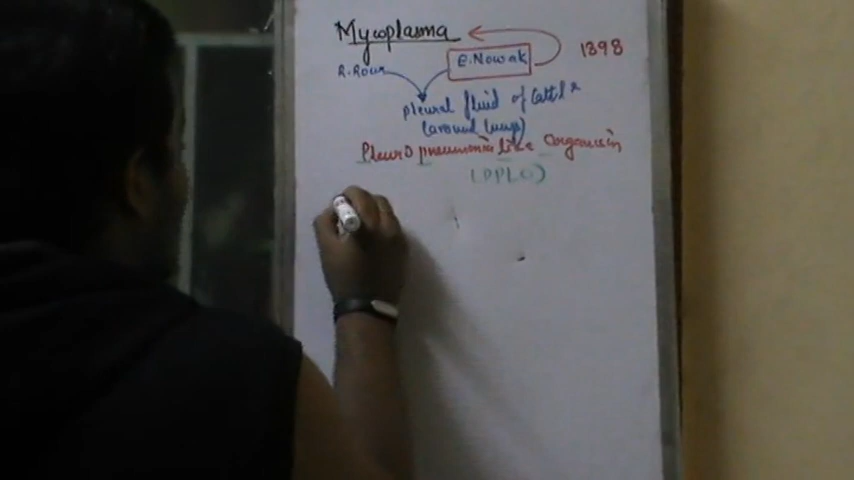 Mycoplasma
R.Roux E.Nowak 1898
pleural fluid of Cattle
(around lungs)
Pleuro pneumonia like organism
(PPLO)